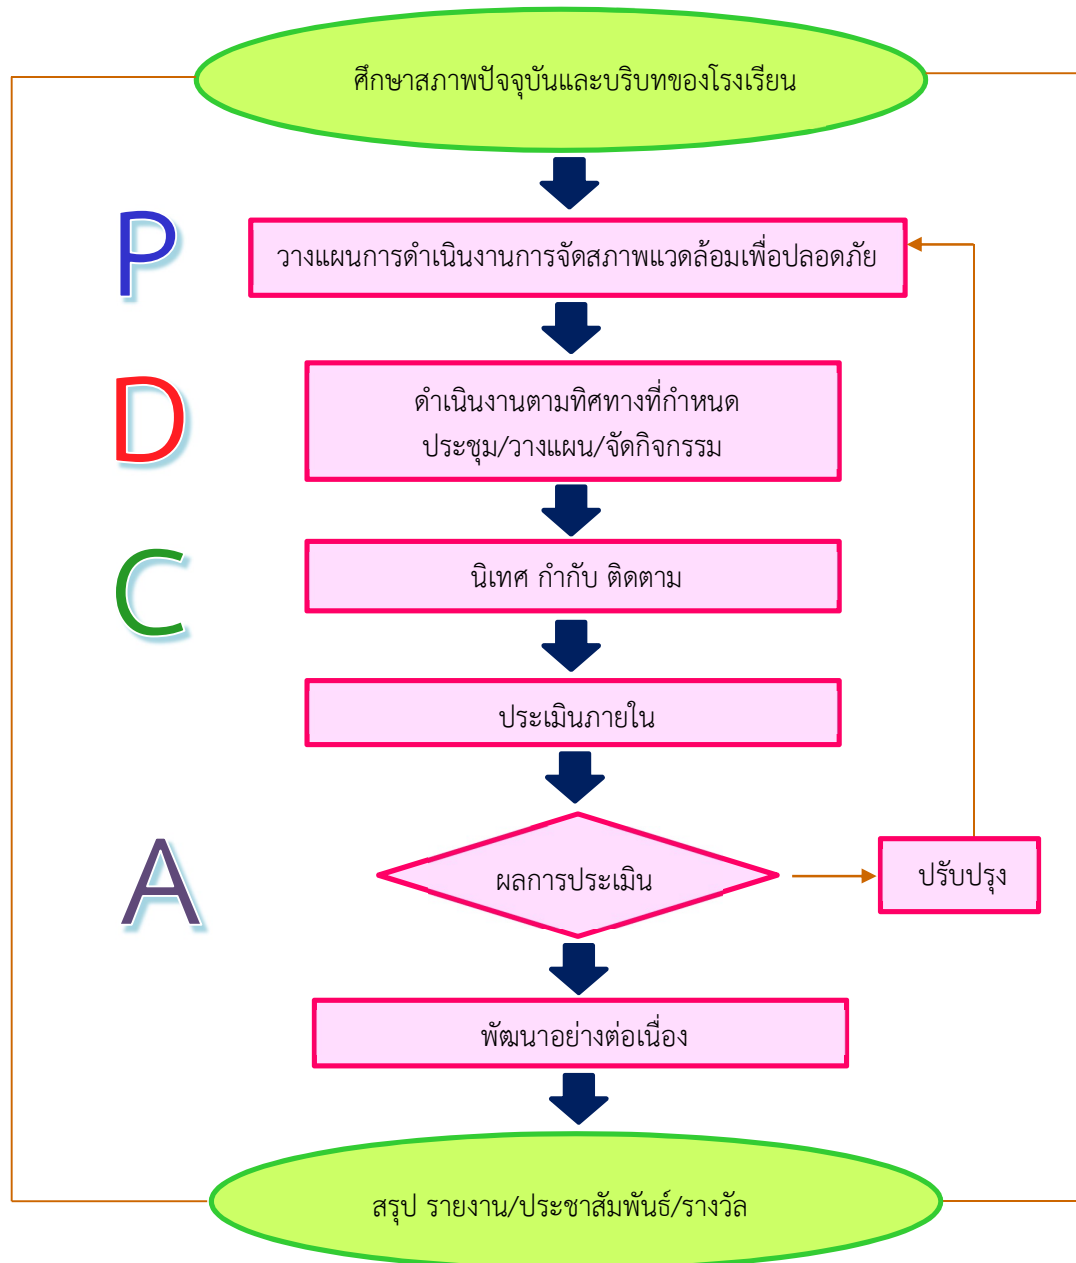 ศึกษาสภาพปัจจุบันและบริบทของโรงเรียน
P
วางแผนการดำเนินงานการจัดสภาพแวดล้อมเพื่อปลอดภัย
D
ดำเนินงานตามทิศทางที่กำหนด
ประชุม/วางแผน/จัดกิจกรรม
C
นิเทศ กำกับ ติดตาม
ประเมินภายใน
A
ผลการประเมิน
ปรับปรุง
พัฒนาอย่างต่อเนื่อง
สรุป รายงาน/ประชาสัมพันธ์/รางวัล